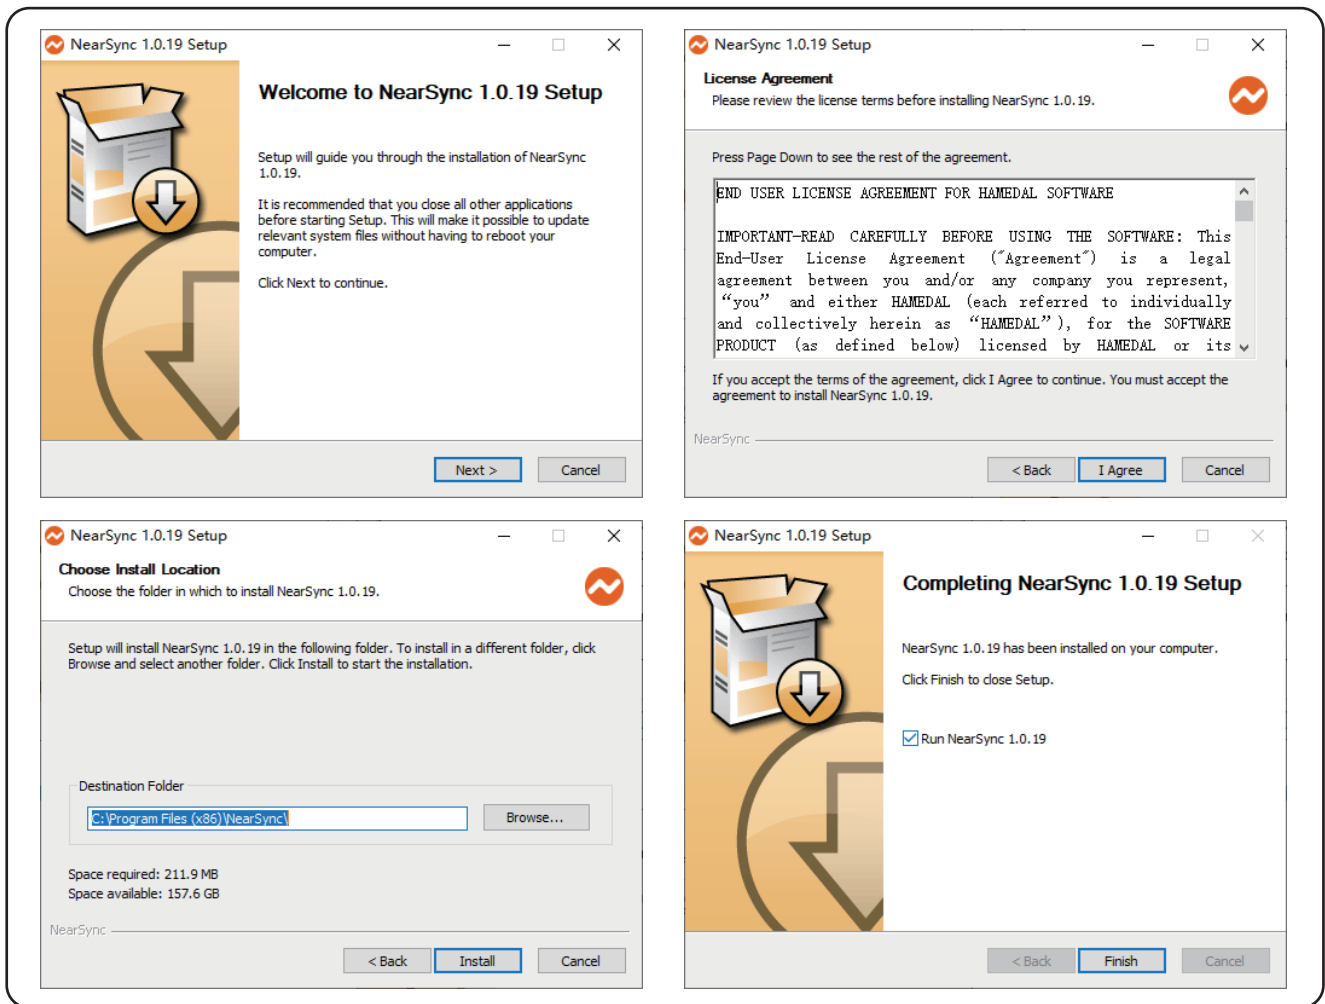 NearSync 1.0.19 Setup
Welcome to NearSync 1.0.19 Setup
Setup will guide you through the installation of NearSync
1.0.19.
It is recommended that you close all other applications
before starting Setup. This will make it possible to update
relevant system files without having to reboot your
computer.
Click Next to continue.
Next >
Cancel
NearSync 1.0.19 Setup
License Agreement
Please review the license terms before installing NearSync 1.0.19.
Press Page Down to see the rest of the agreement.
END USER LICENSE AGREEMENT FOR HAMEDAL SOFTWARE
IMPORTANT-READ CAREFULLY BEFORE USING THE SOFTWARE: This
End-User License Agreement ("Agreement") is a legal
agreement between you and/or any company you represent,
“you” and either HAMEDAL (each referred to individually
and collectively herein as “HAMEDAL”), for the SOFTWARE
PRODUCT (as defined below) licensed by HAMEDAL or its
If you accept the terms of the agreement, click I Agree to continue. You must accept the
agreement to install NearSync 1.0.19.
NearSync
< Back
I Agree
Cancel
NearSync 1.0.19 Setup
Choose Install Location
Choose the folder in which to install NearSync 1.0.19.
Setup will install NearSync 1.0.19 in the following folder. To install in a different folder, click
Browse and select another folder. Click Install to start the installation.
Destination Folder
C:\Program Files (x86)\NearSync\
Browse...
Space required: 211.9 MB
Space available: 157.6 GB
NearSync
< Back
Install
Cancel
NearSync 1.0.19 Setup
Completing NearSync 1.0.19 Setup
NearSync 1.0.19 has been installed on your computer.
Click Finish to close Setup.
Run NearSync 1.0.19
< Back
Finish
Cancel